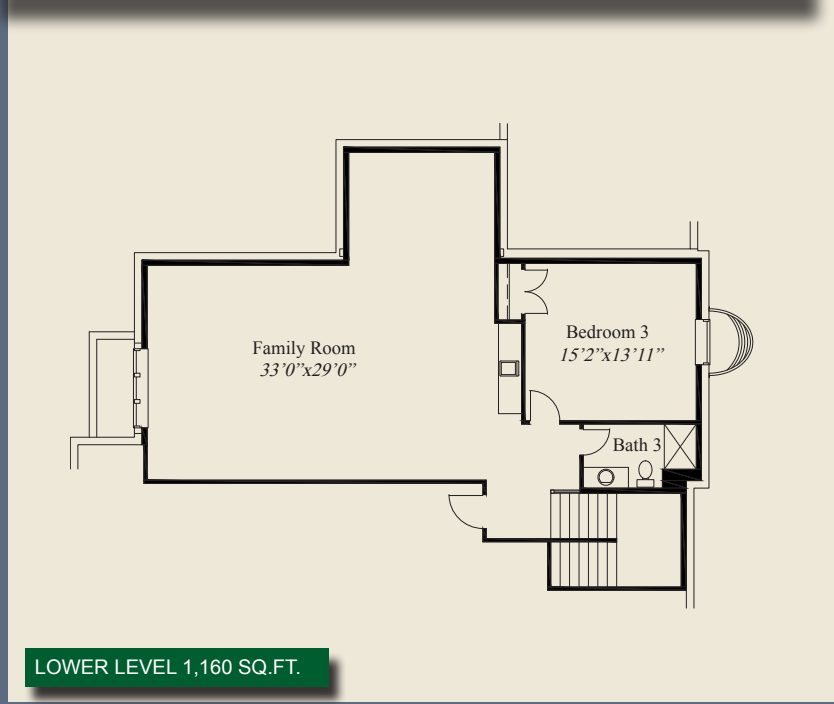 Family Room
33’0”x29’0”
Bedroom 3
15’2”x13’11”
Bath 3
LOWER LEVEL 1,160 SQ.FT.